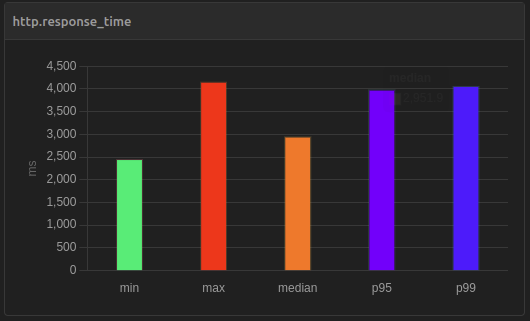 http.response_time
4,500
median
4,000
3,500
3,000
ms
2,500
2,000
1,500
1,000
500
0
min
max
median
p95
p99